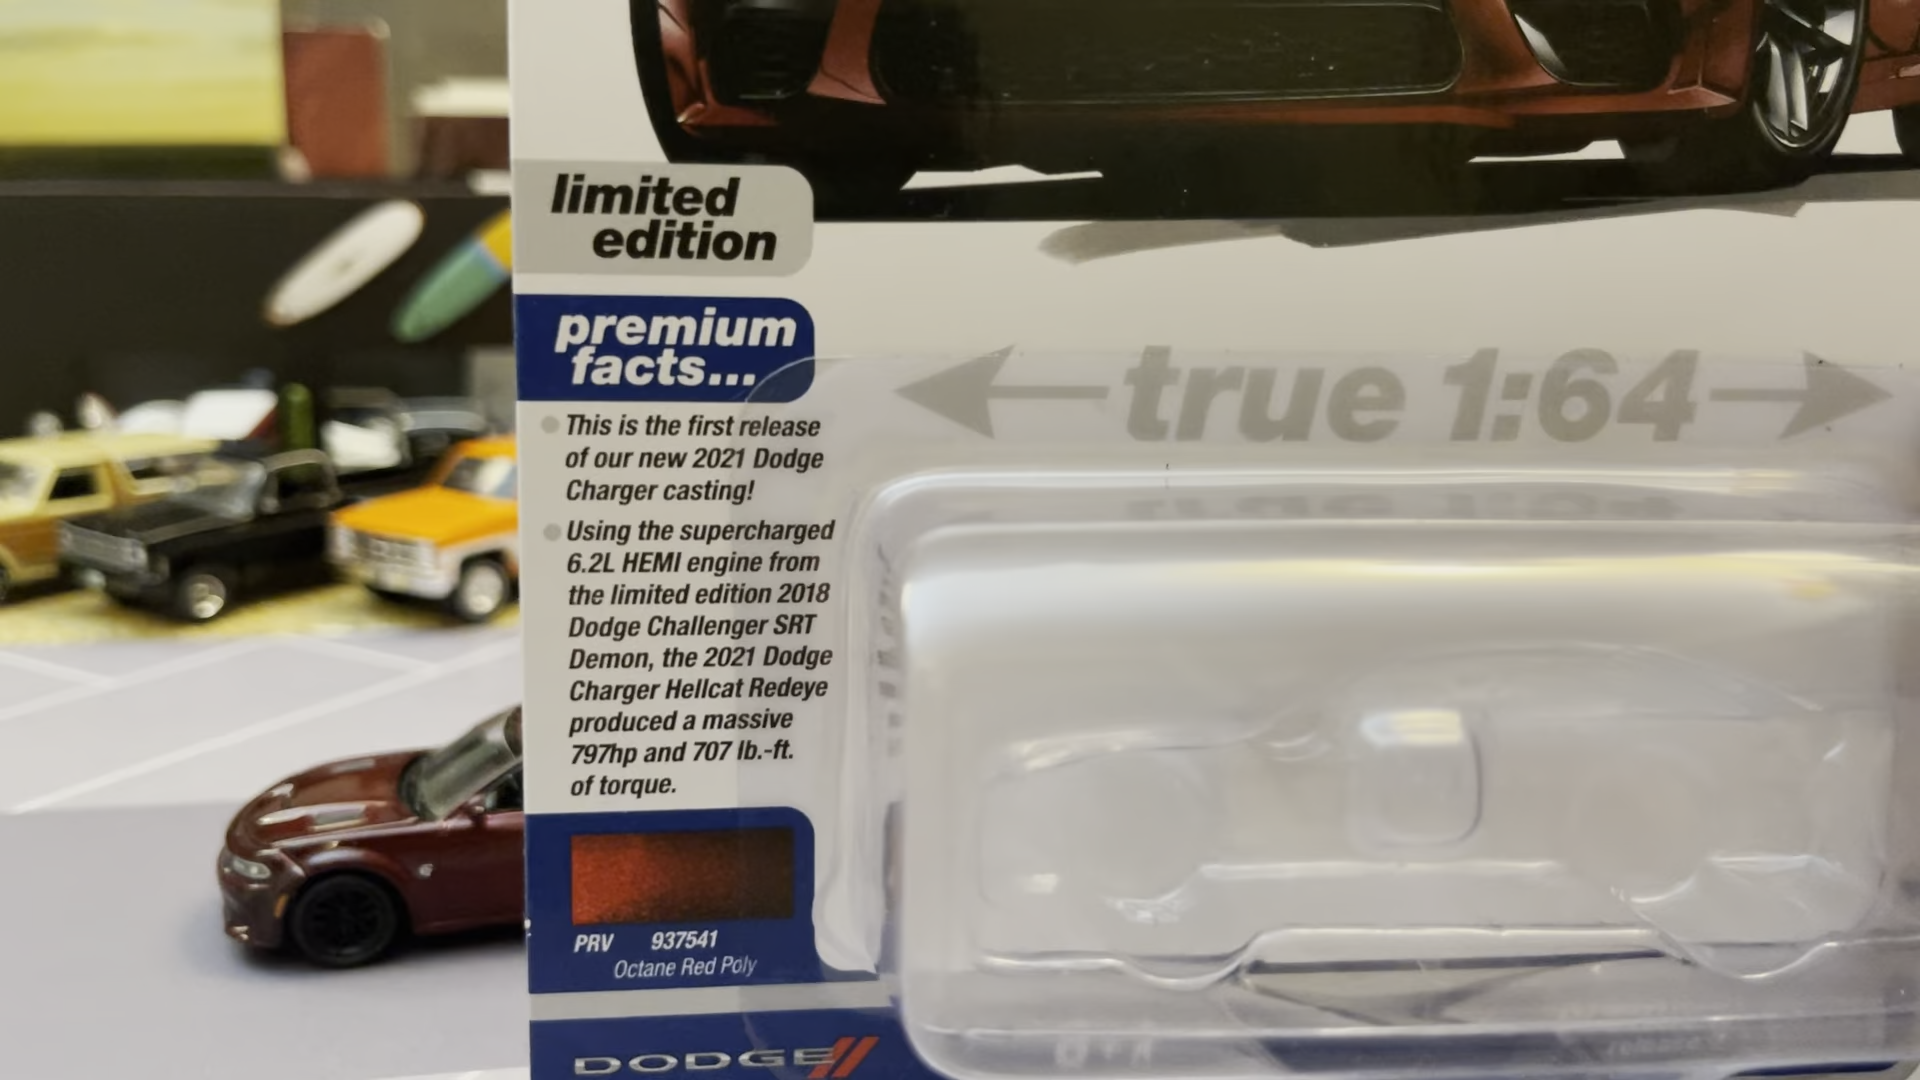 limited
edition
premium
facts...
true 1:64
This is the first release
of our new 2021 Dodge
Charger casting!
Using the supercharged
6.2L HEMI engine from
the limited edition 2018
Dodge Challenger SRT
Demon, the 2021 Dodge
Charger Hellcat Redeye
produced a massive
797hp and 707 lb.-ft.
of torque.
PRV 937541
Octane Red Poly
DODGE
release